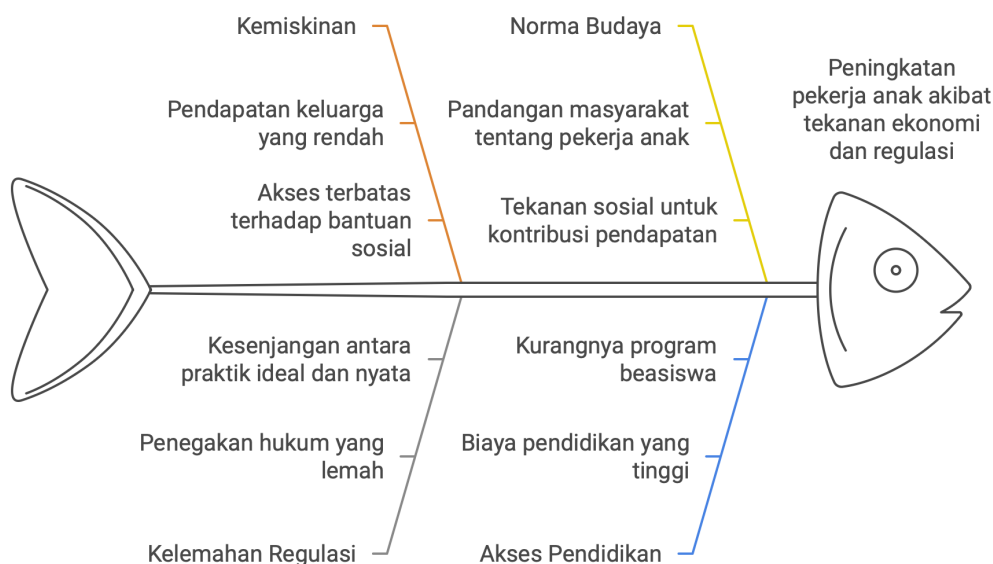 Kemiskinan
Pendapatan keluarga
yang rendah
Akses terbatas
terhadap bantuan
sosial
Norma Budaya
Pandangan masyarakat
tentang pekerja anak
Tekanan sosial untuk
kontribusi pendapatan
Peningkatan
pekerja anak akibat
tekanan ekonomi
dan regulasi
Kesenjangan antara
praktik ideal dan nyata
Penegakan hukum yang
lemah
Kelemahan Regulasi
Kurangnya program
beasiswa
Biaya pendidikan yang
tinggi
Akses Pendidikan